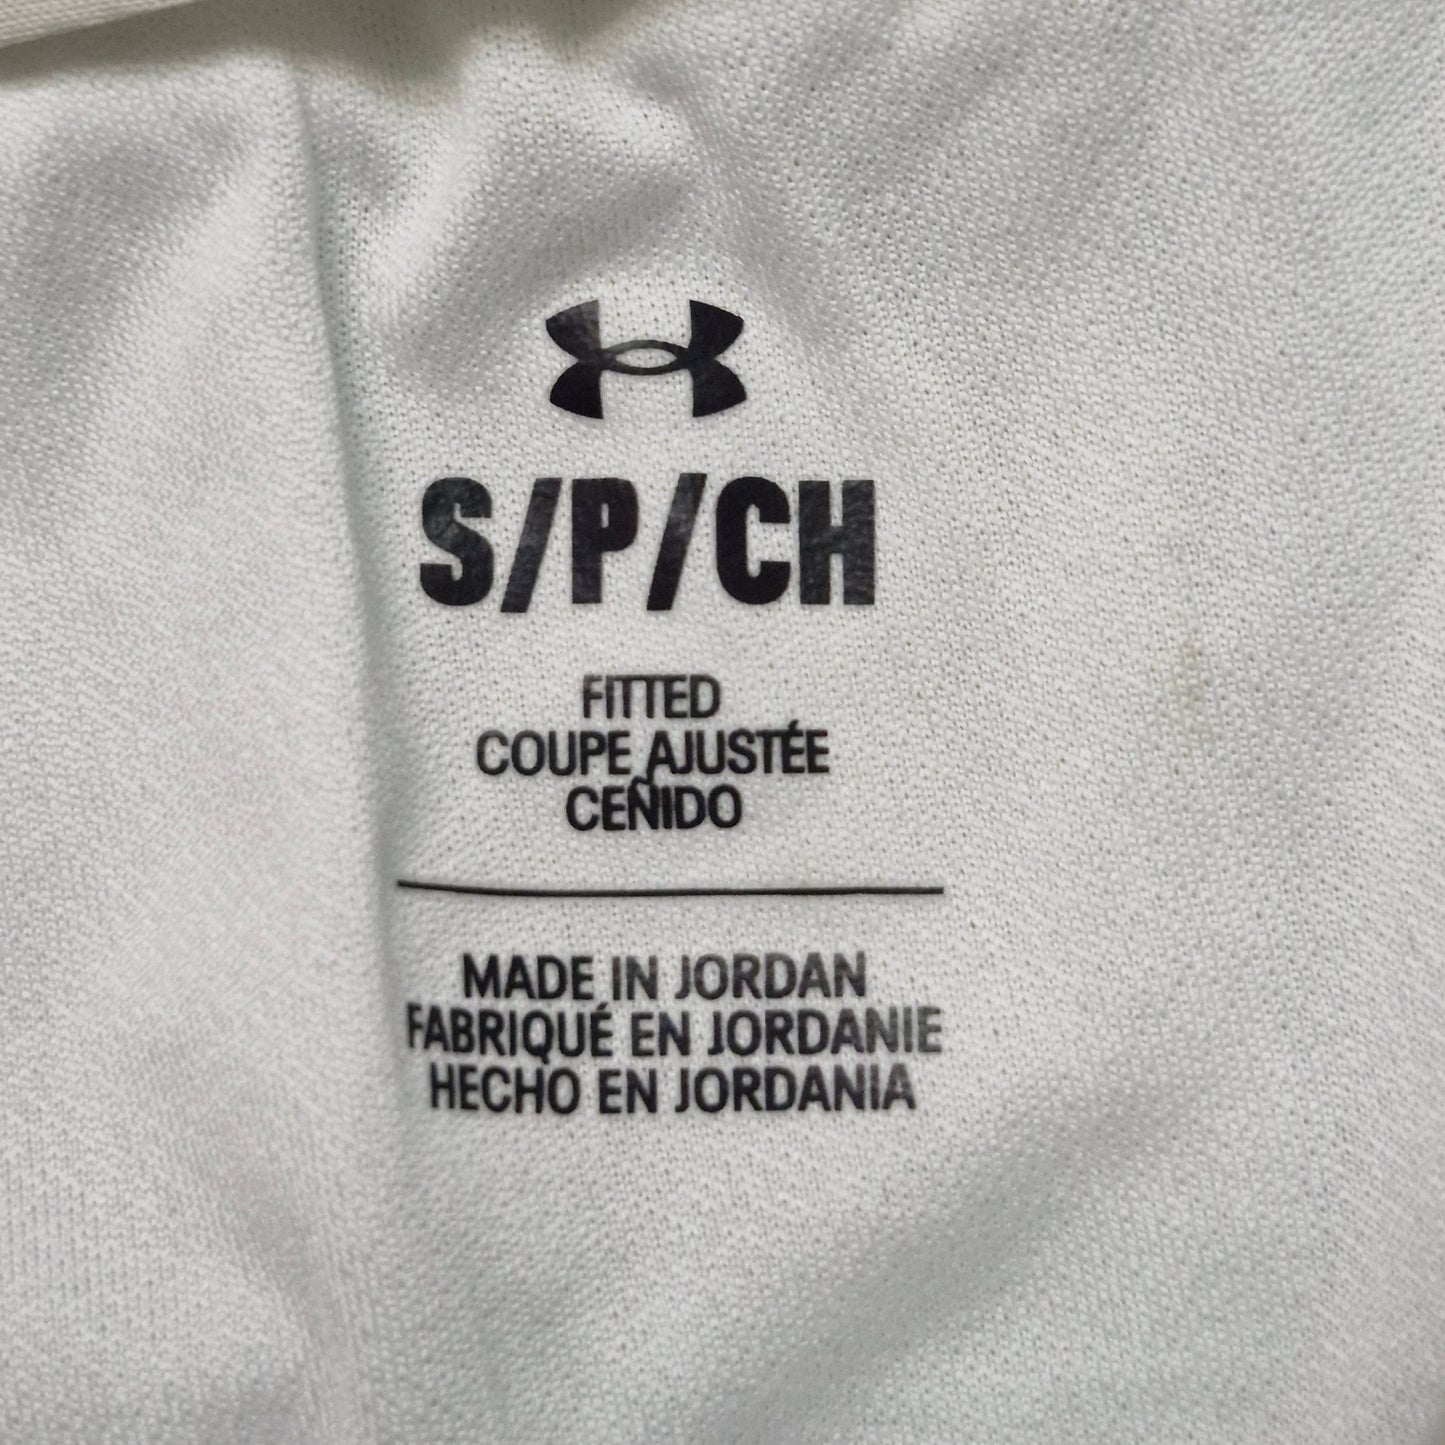 S/P/CH
FITTED
COUPE AJUSTÉE
CEÑIDO
MADE IN JORDAN
FABRIQUÉ EN JORDANIE
HECHO EN JORDANIA